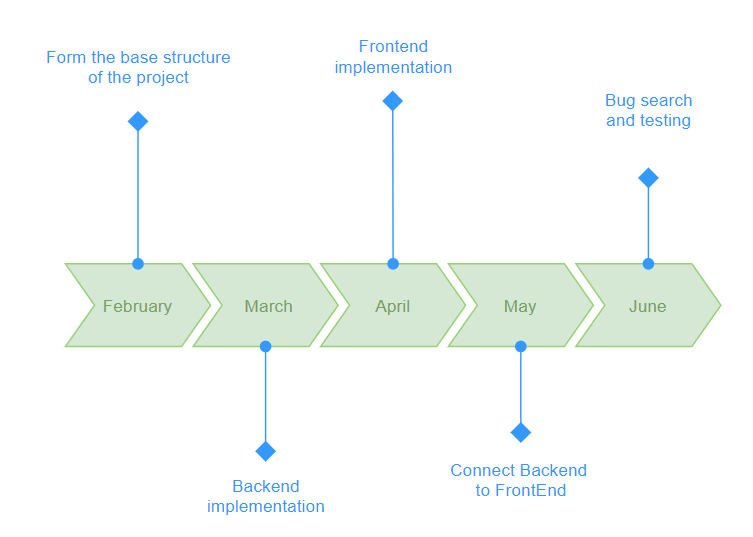 Form the base structure
of the project
Frontend
implementation
Bug search
and testing
February
March
April
May
June
Backend
implementation
Connect Backend
to FrontEnd